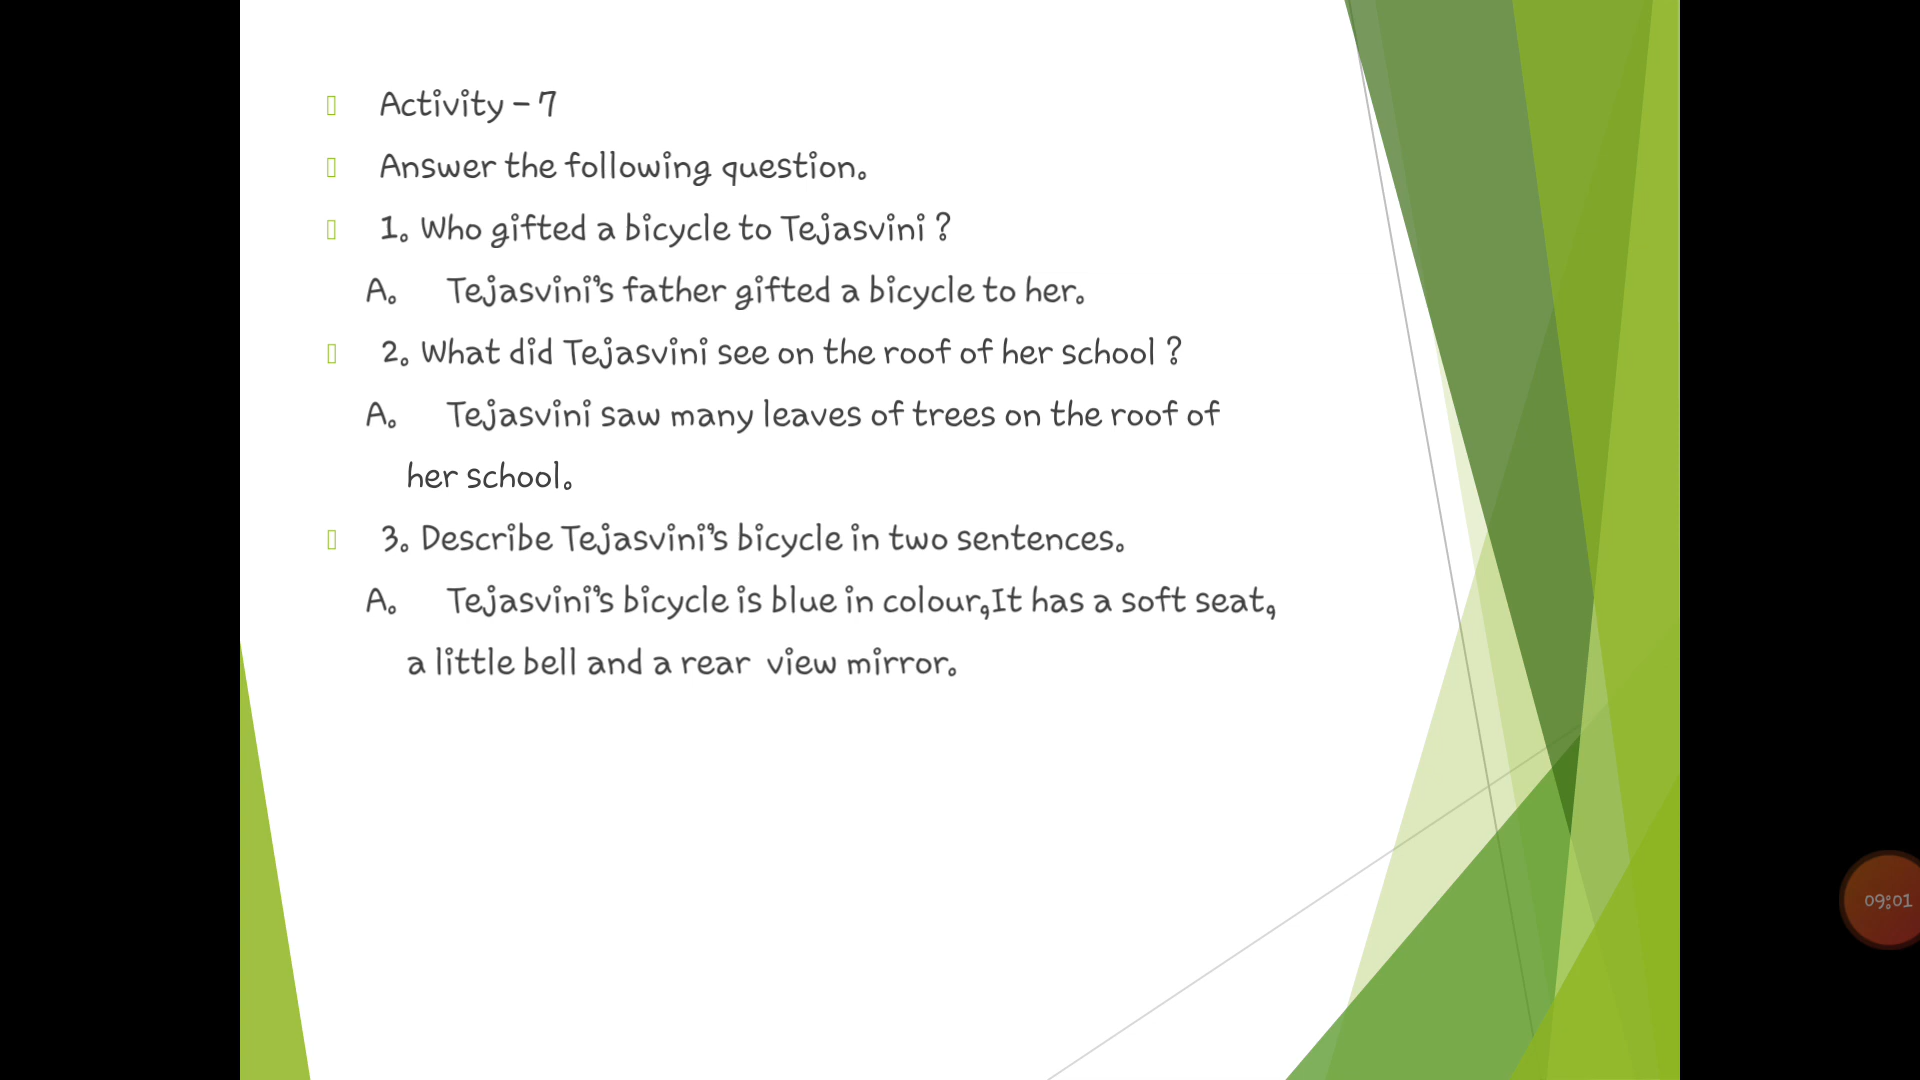 Activity – 7
Answer the following question.
1. Who gifted a bicycle to Tejasvini ?
A. Tejasvini's father gifted a bicycle to her.
2. What did Tejasvini see on the roof of her school ?
A. Tejasvini saw many leaves of trees on the roof of
her school.
3. Describe Tejasvini's bicycle in two sentences.
A. Tejasvini's bicycle is blue in colour,It has a soft seat,
a little bell and a rear view mirror.
09:01